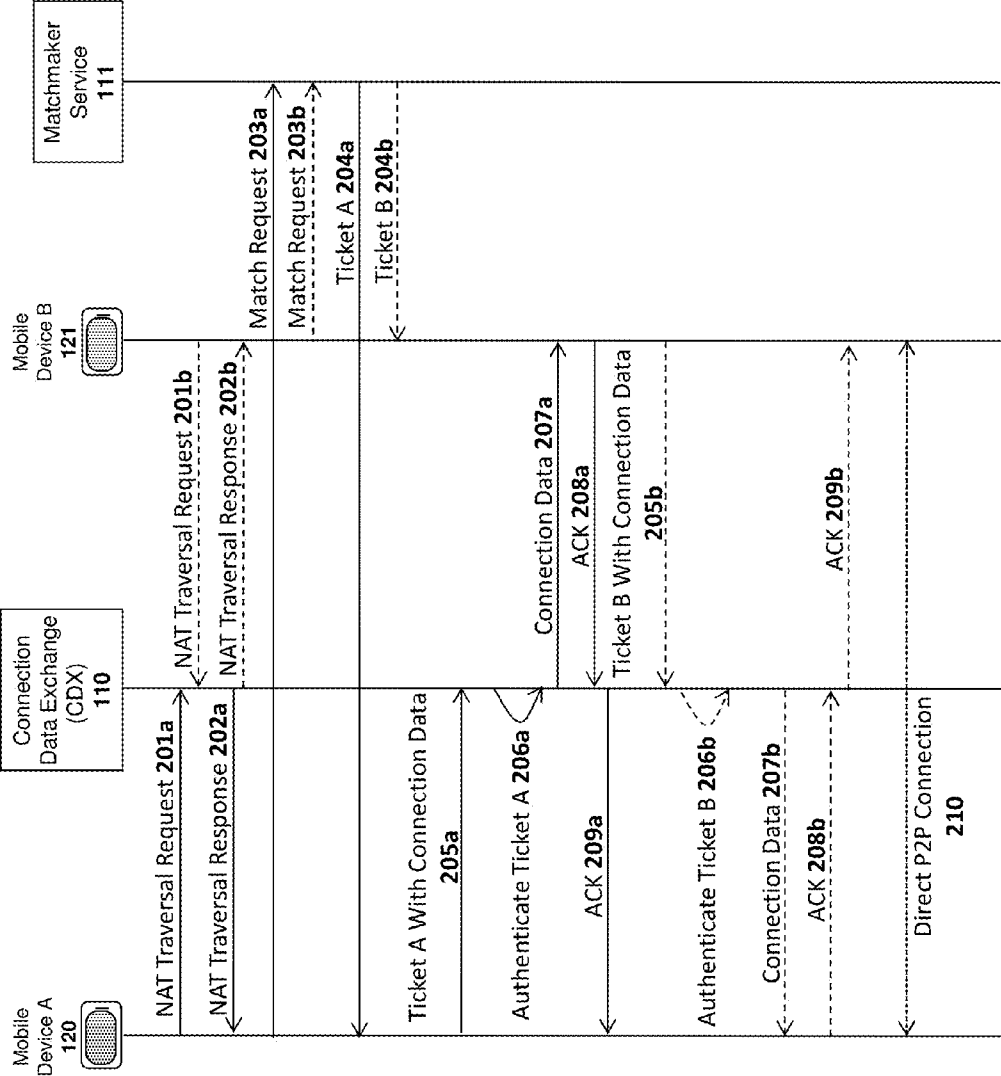 Mobile
Device A
120
Connection
Data Exchange
(CDX)
110
Mobile
Device B
121
Matchmaker
Service
111
NAT Traversal Request 201a
NAT Traversal Response 202a
NAT Traversal Request 201b
NAT Traversal Response 202b
Match Request 203a
Match Request 203b
Ticket A 204a
Ticket B 204b
Ticket A With Connection Data
205a
Authenticate Ticket A 206a
Connection Data 207a
ACK 208a
ACK 209a
Ticket B With Connection Data
205b
Authenticate Ticket B 206b
Connection Data 207b
ACK 208b
ACK 209b
Direct P2P Connection
210